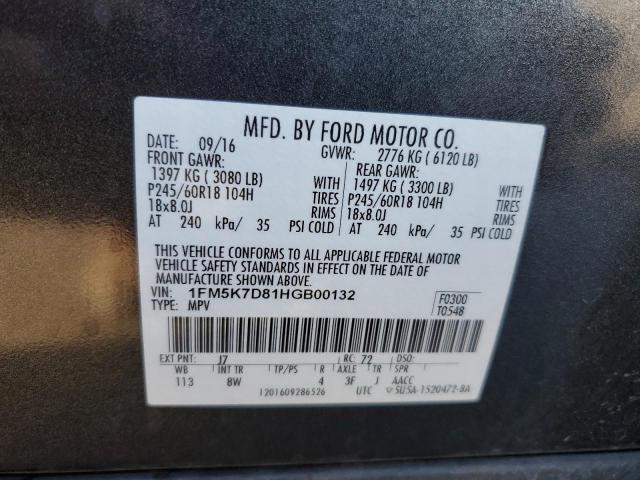 MFD. BY FORD MOTOR CO.
DATE: 09/16 GVWR: 2776 KG ( 6120 LB)
FRONT GAWR: REAR GAWR:
1397 KG ( 3080 LB) WITH 1497 KG ( 3300 LB) WITH
P245/60R18 104H TIRES P245/60R18 104H TIRES
18x8.0J RIMS 18x8.0J RIMS
AT 240 kPa/ 35 PSI COLD AT 240 kPa/ 35 PSI COLD
THIS VEHICLE CONFORMS TO ALL APPLICABLE FEDERAL MOTOR
VEHICLE SAFETY STANDARDS IN EFFECT ON THE DATE OF
MANUFACTURE SHOWN ABOVE.
VIN: 1FM5K7D81HGB00132 F0300
TYPE: MPV T0548
EXT PNT: J7 RC: 72 DSO:
WB INT TR TP/PS R AXLE TR SPR
113 8W 4 3F J AACC
1201609286526 UTC ▽ SU5A-1520472-BA